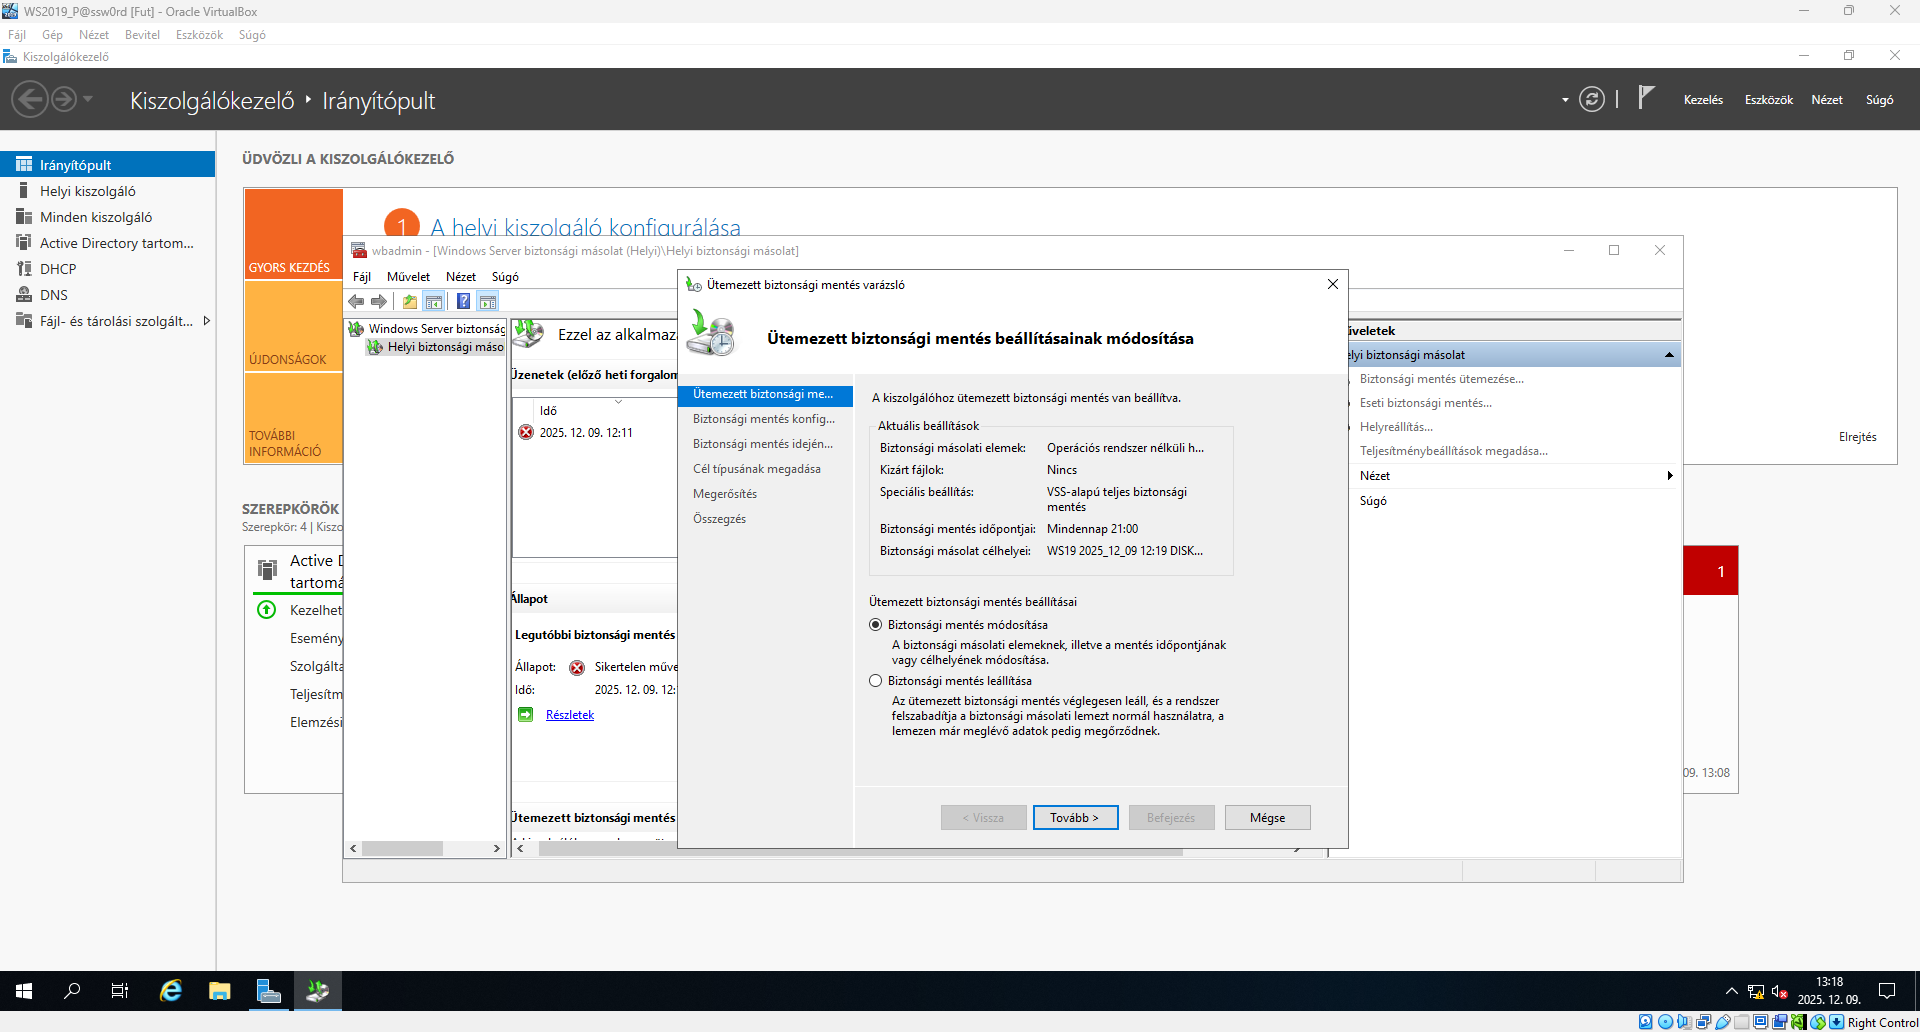 WS2019_P@ssw0rd [Fut] - Oracle VirtualBox
Fájl Gép Nézet Bevitel Eszközök Súgó
Kiszolgálókezelő
Kiszolgálókezelő Irányítópult
Kezelés Eszközök Nézet Súgó
Irányítópult
Helyi kiszolgáló
Minden kiszolgáló
Active Directory tartom...
DHCP
DNS
Fájl- és tárolási szolgált...
ÜDVÖZLI A KISZOLGÁLÓKEZELŐ
GYORS KEZDÉS
ÚJDONSÁGOK
TOVÁBBI
INFORMÁCIÓ
1 A helyi kiszolgáló konfigurálása
Elrejtés
SZEREPKÖRÖK
Szerepkör: 4 | Kiszo
Active D
tartomá
Kezelhet
Esemény
Szolgálta
Teljesítm
Elemzési
1
09. 13:08
wbadmin - [Windows Server biztonsági másolat (Helyi)\Helyi biztonsági másolat]
Fájl Művelet Nézet Súgó
Windows Server biztonság
Helyi biztonsági máso
Ezzel az alkalmaza
Üzenetek (előző heti forgalom
Idő
2025. 12. 09. 12:11
Állapot
Legutóbbi biztonsági mentés
Állapot: Sikertelen műve
Idő: 2025. 12. 09. 12:
Részletek
Ütemezett biztonsági mentés
űveletek
elyi biztonsági másolat
Biztonsági mentés ütemezése...
Eseti biztonsági mentés...
Helyreállítás...
Teljesítménybeállítások megadása...
Nézet
Súgó
Ütemezett biztonsági mentés varázsló
Ütemezett biztonsági mentés beállításainak módosítása
Ütemezett biztonsági me...
Biztonsági mentés konfig...
Biztonsági mentés idején...
Cél típusának megadása
Megerősítés
Összegzés
A kiszolgálóhoz ütemezett biztonsági mentés van beállítva.
Aktuális beállítások
Biztonsági másolati elemek: Operációs rendszer nélküli h...
Kizárt fájlok: Nincs
Speciális beállítás: VSS-alapú teljes biztonsági
mentés
Biztonsági mentés időpontjai: Mindennap 21:00
Biztonsági másolat célhelyei: WS19 2025_12_09 12:19 DISK...
Ütemezett biztonsági mentés beállításai
Biztonsági mentés módosítása
A biztonsági másolati elemeknek, illetve a mentés időpontjának
vagy célhelyének módosítása.
Biztonsági mentés leállítása
Az ütemezett biztonsági mentés véglegesen leáll, és a rendszer
felszabadítja a biztonsági másolati lemezt normál használatra, a
lemezen már meglévő adatok pedig megőrződnek.
< Vissza Tovább > Befejezés Mégse
13:18
2025. 12. 09.
Right Control